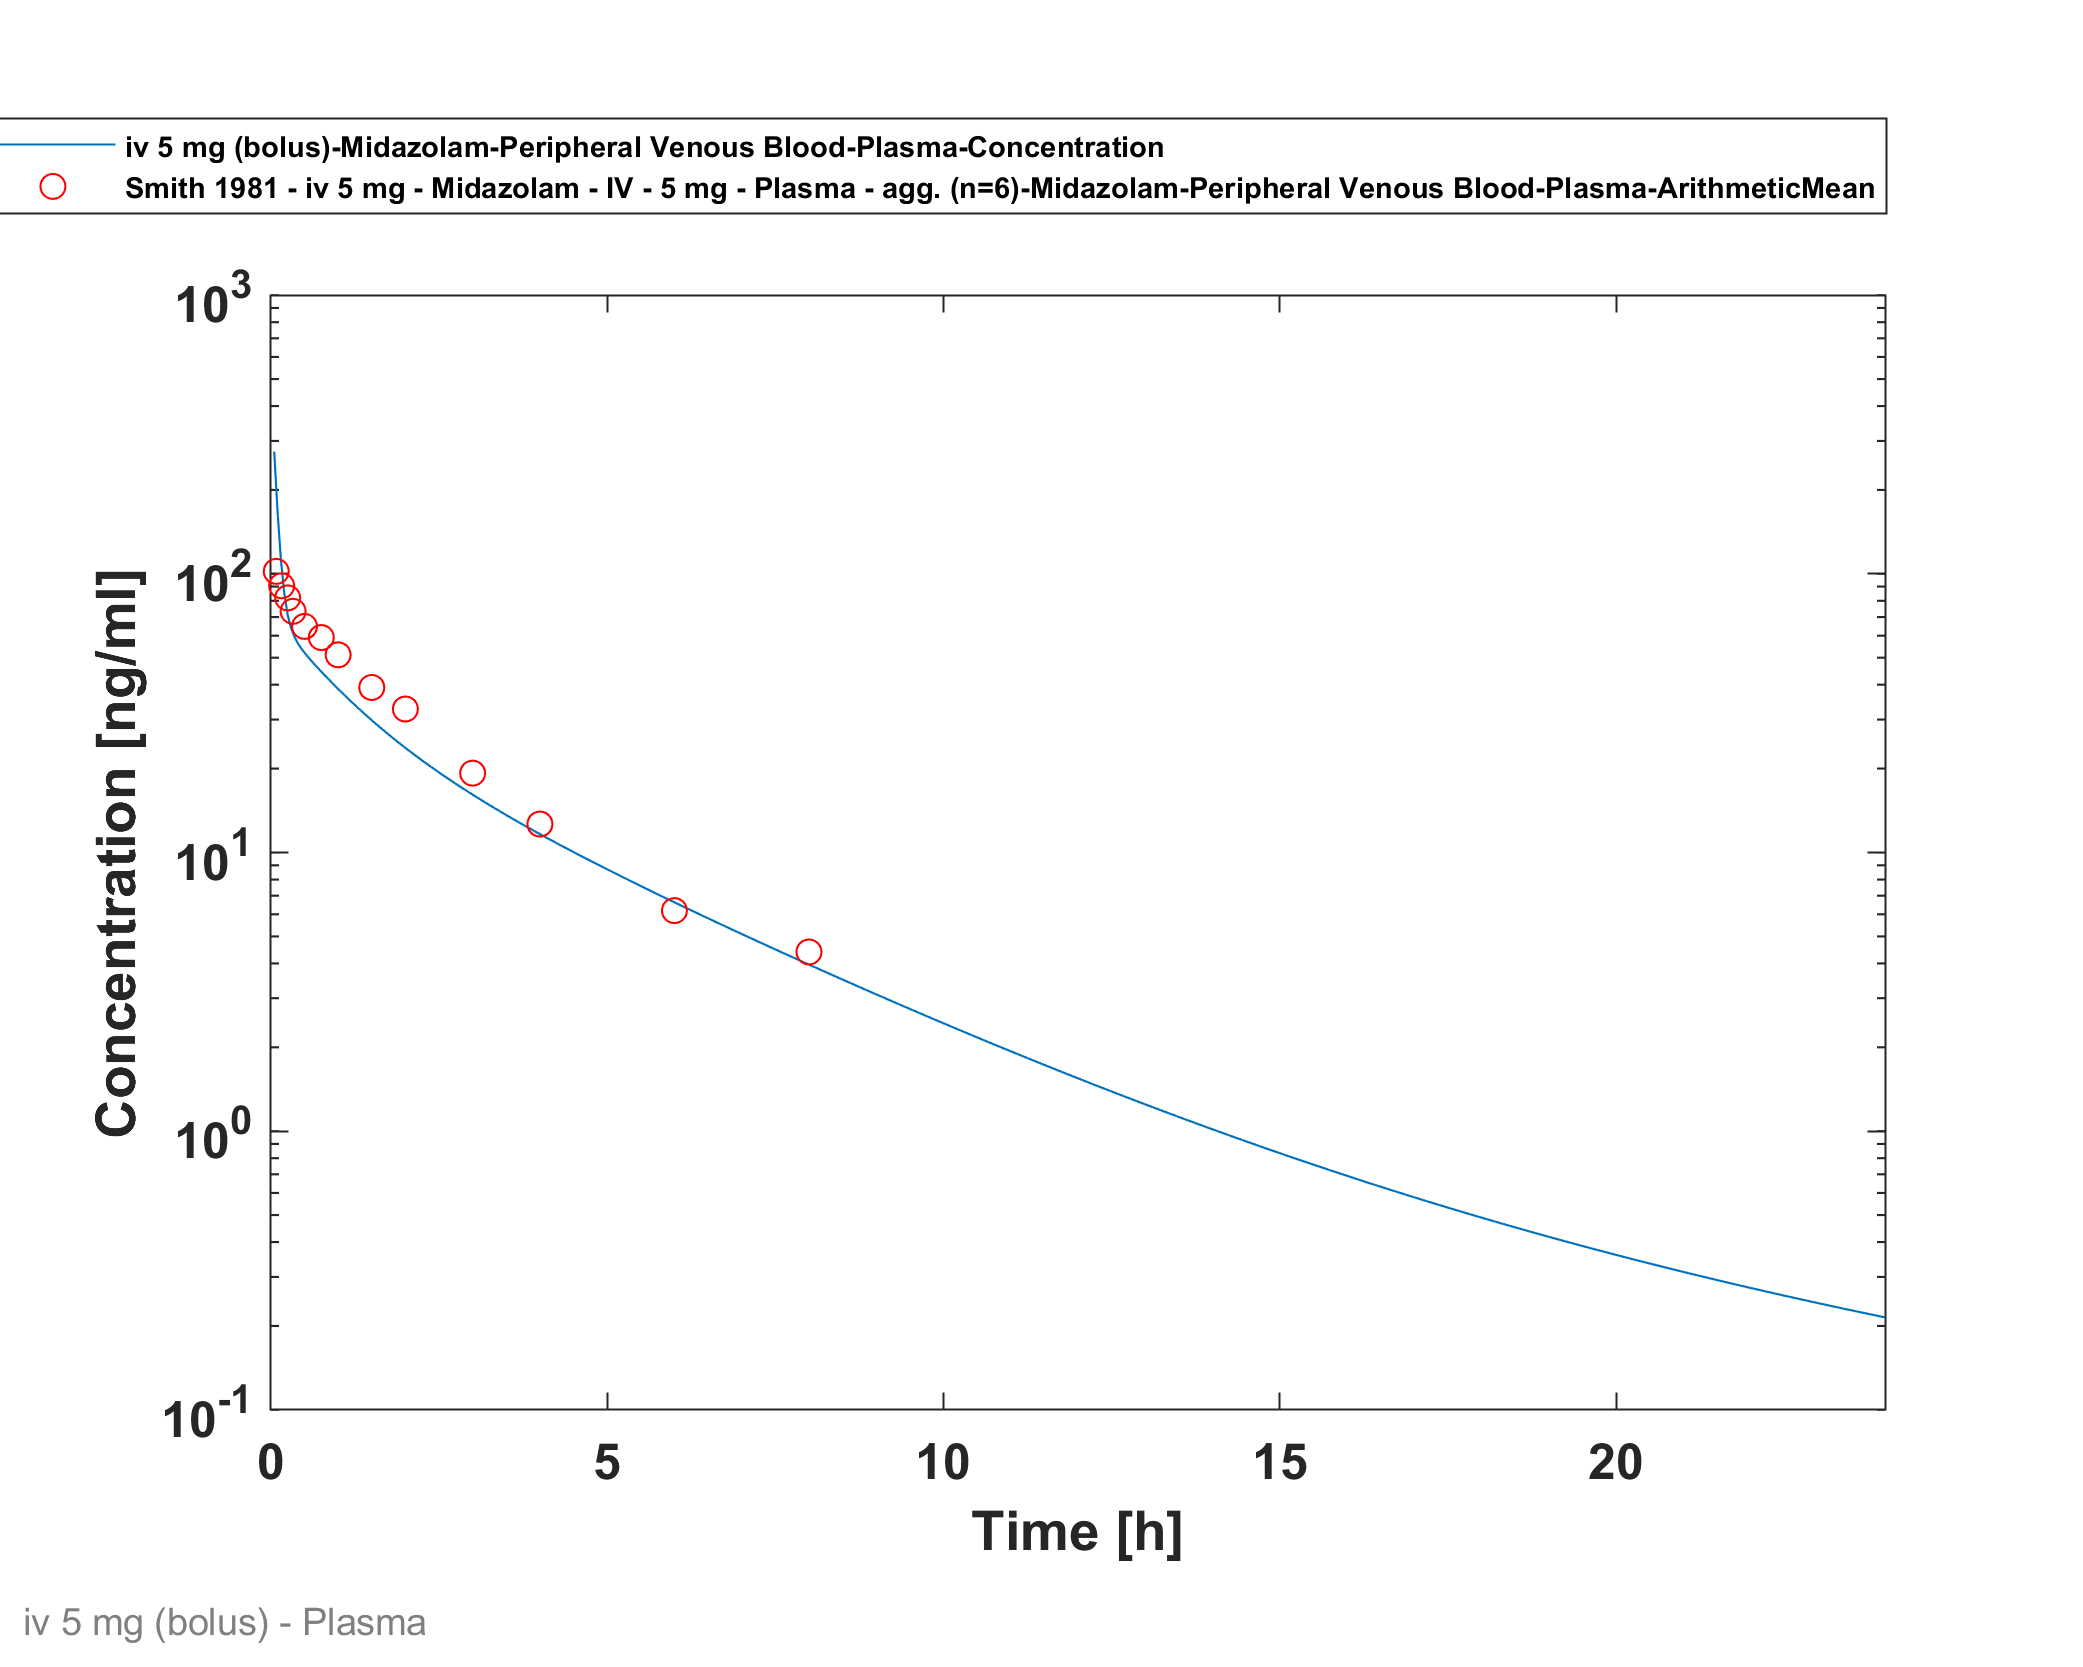 iv 5 mg (bolus)-Midazolam-Peripheral Venous Blood-Plasma-Concentration
Smith 1981 - iv 5 mg - Midazolam - IV - 5 mg - Plasma - agg. (n=6)-Midazolam-Peripheral Venous Blood-Plasma-ArithmeticMean
10^3
10^2
10^1
10^0
10^-1
Concentration [ng/ml]
0 5 10 15 20
Time [h]
iv 5 mg (bolus) - Plasma